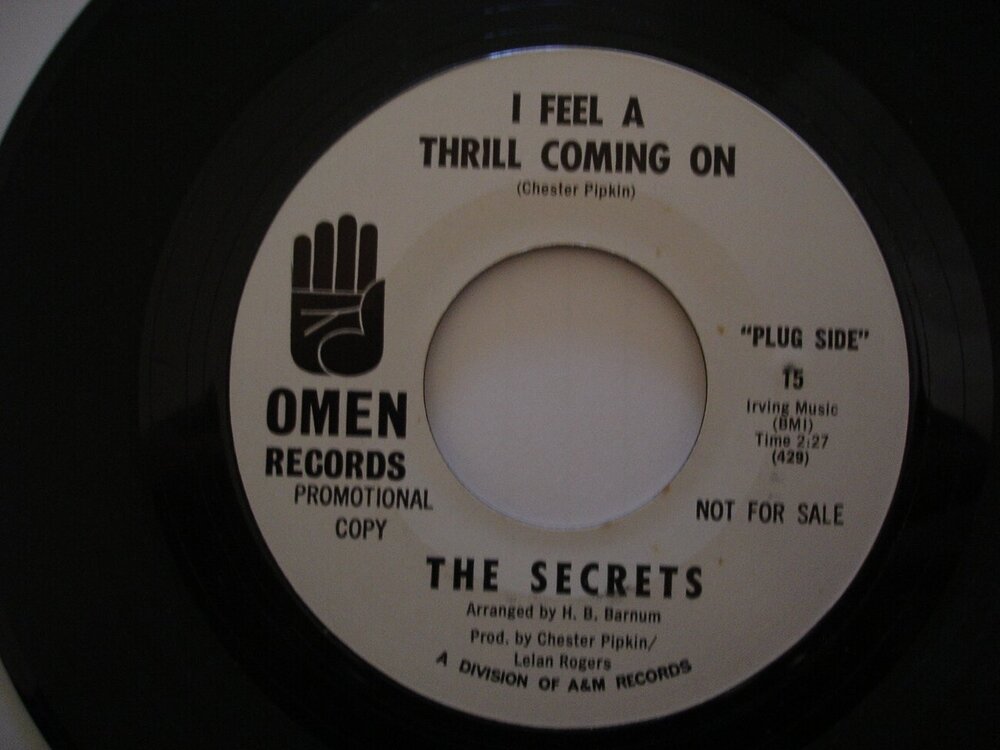 I FEEL A
THRILL COMING ON
(Chester Pipkin)
OMEN
RECORDS
PROMOTIONAL
COPY
"PLUG SIDE"
15
Irving Music
(BMI)
Time 2:27
(429)
NOT FOR SALE
THE SECRETS
Arranged by H. B. Barnum
Prod. by Chester Pipkin/
Lelan Rogers
A DIVISION OF A&M RECORDS